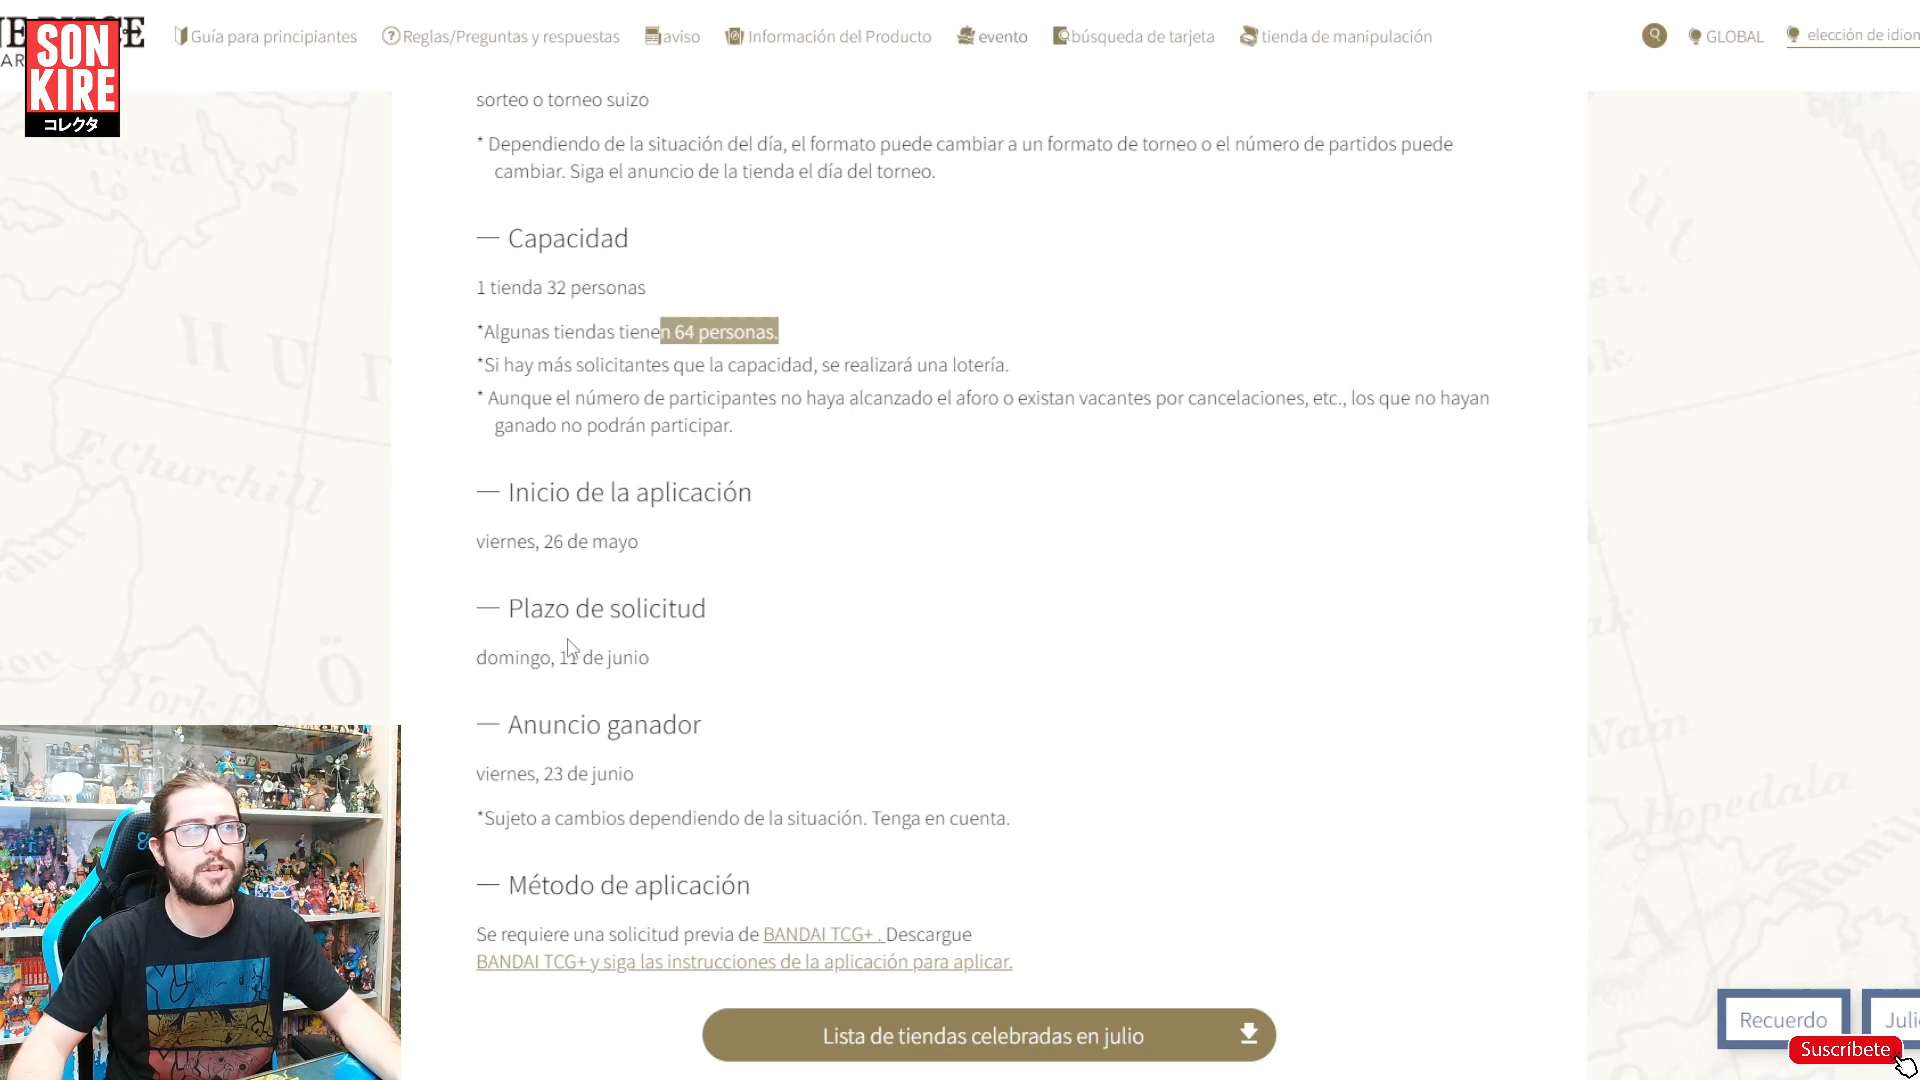 SON
KIRE
コレクタ
Guía para principiantes
Reglas/Preguntas y respuestas
aviso
Información del Producto
evento
búsqueda de tarjeta
tienda de manipulación
GLOBAL
sorteo o torneo suizo
* Dependiendo de la situación del día, el formato puede cambiar a un formato de torneo o el número de partidos puede
cambiar. Siga el anuncio de la tienda el día del torneo.
— Capacidad
1 tienda 32 personas
*Algunas tiendas tienen 64 personas.
*Si hay más solicitantes que la capacidad, se realizará una lotería.
* Aunque el número de participantes no haya alcanzado el aforo o existan vacantes por cancelaciones, etc., los que no hayan
ganado no podrán participar.
— Inicio de la aplicación
viernes, 26 de mayo
— Plazo de solicitud
domingo, 11 de junio
— Anuncio ganador
viernes, 23 de junio
*Sujeto a cambios dependiendo de la situación. Tenga en cuenta.
— Método de aplicación
Se requiere una solicitud previa de BANDAI TCG+ . Descargue
BANDAI TCG+ y siga las instrucciones de la aplicación para aplicar.
Lista de tiendas celebradas en julio
Recuerdo
Suscríbete
F.Churchill
York
Nain
Hopedala